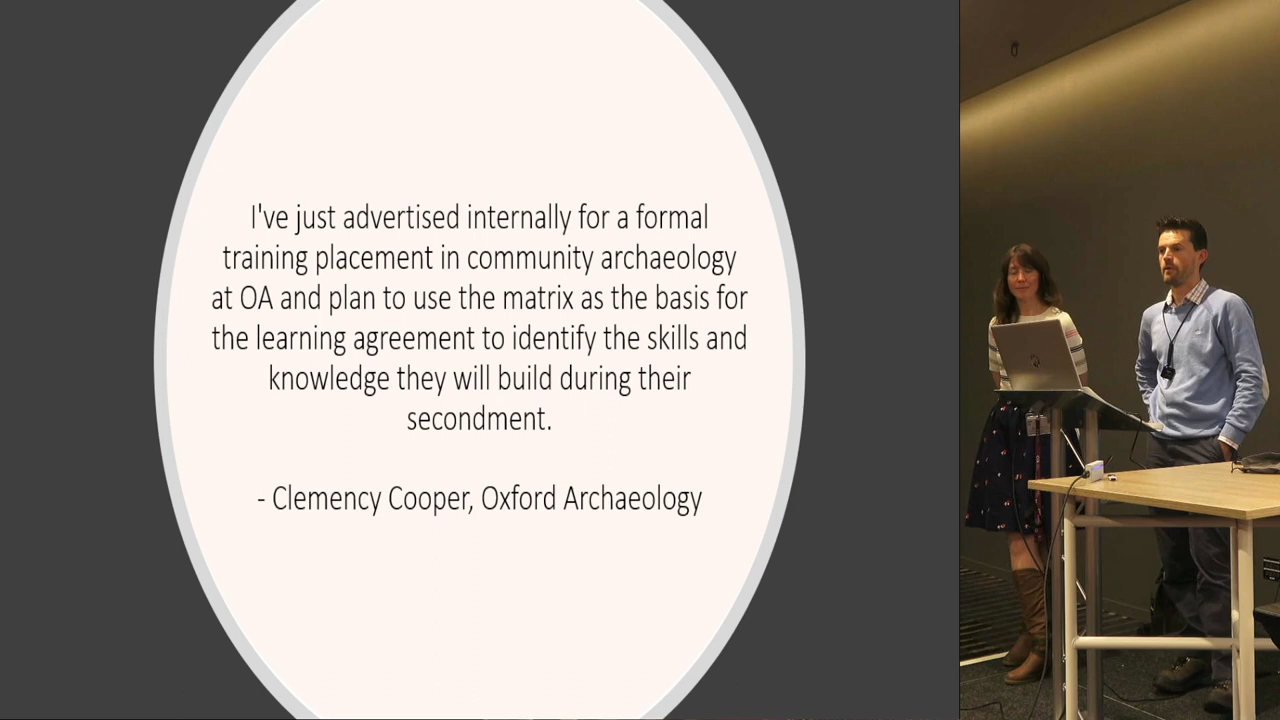 I've just advertised internally for a formal
training placement in community archaeology
at OA and plan to use the matrix as the basis for
the learning agreement to identify the skills and
knowledge they will build during their
secondment.
- Clemency Cooper, Oxford Archaeology